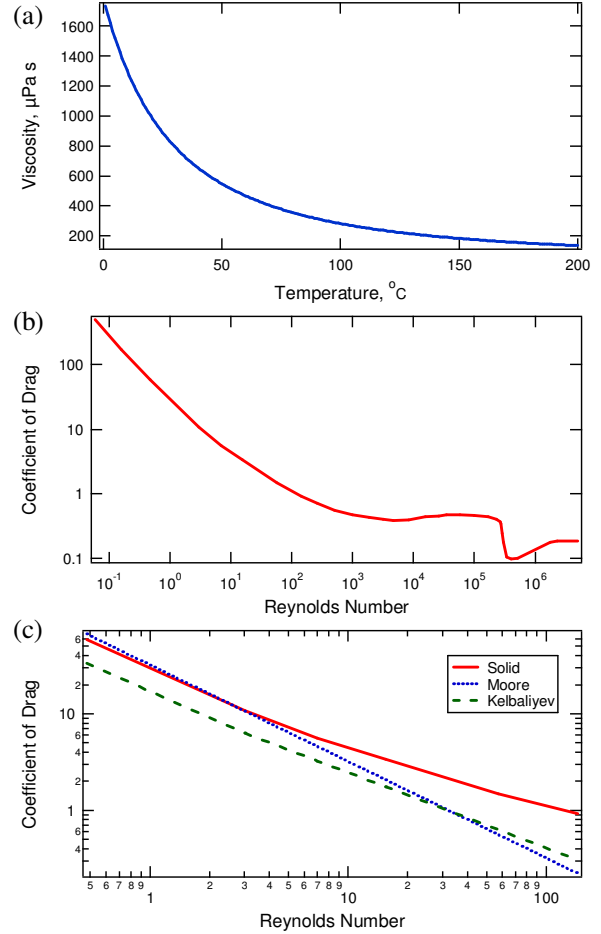 (a)
Viscosity, µPa s
1600
1400
1200
1000
800
600
400
200
0 50 100 150 200
Temperature, °C
(b)
Coefficient of Drag
100
10
1
0.1
10⁻¹ 10⁰ 10¹ 10² 10³ 10⁴ 10⁵ 10⁶
Reynolds Number
(c)
Coefficient of Drag
6
4
2
10
6
4
2
1
6
4
Solid
Moore
Kelbaliyev
5 6 7 8 9 1 2 3 4 5 6 7 8 9 10 2 3 4 5 6 7 8 9 100
Reynolds Number